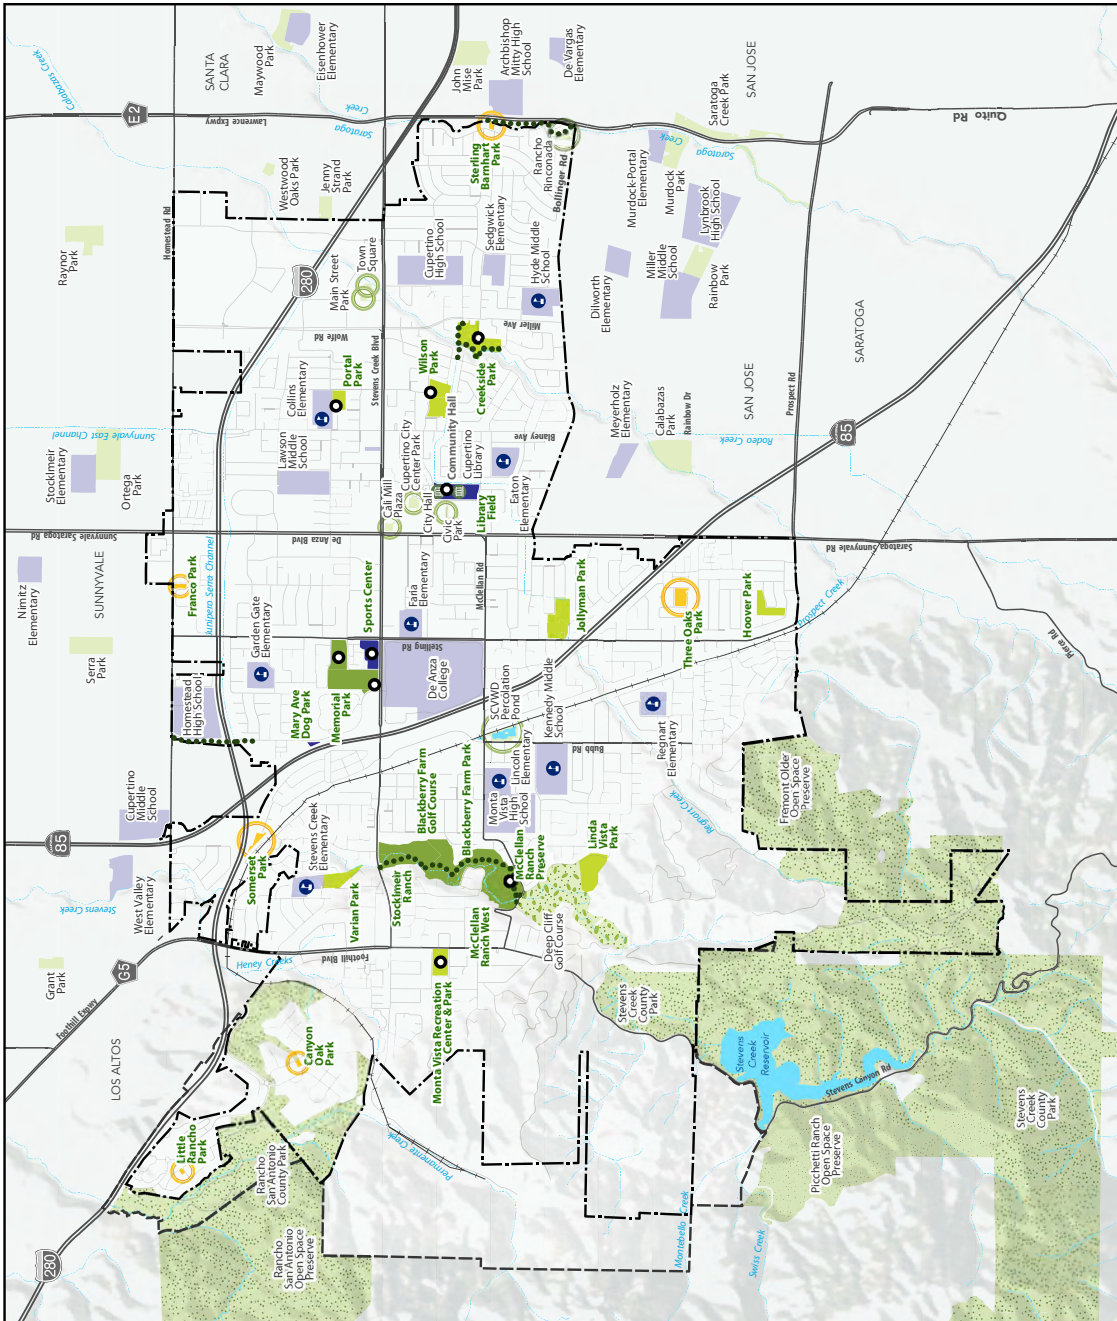 Calabazas Creek
SANTA
CLARA
Maywood
Park
Eisenhower
Elementary
John
Mise
Park
Archbishop
Mitty High
School
De Vargas
Elementary
SAN JOSE
E2
Lawrence Expwy
Saratoga
Creek
Saratoga
Creek Park
Quito Rd
Westwood
Oaks Park
Jenny
Strand
Park
Sterling
Barnhart
Park
Rancho
Rinconada
Bollinger Rd
Murdock-Portal
Elementary
Murdock
Park
Creek
Saratoga
Lynbrook
High School
Raynor
Park
Homestead Rd
280
Main Street
Park
Town
Square
Cupertino
High School
Sedgwick
Elementary
Hyde Middle
School
Dilworth
Elementary
Miller
Middle
School
Rainbow
Park
Wolfe Rd
Miller Ave
SARATOGA
Collins
Elementary
Portal
Park
Stevens Creek Blvd
Wilson
Park
Creekside
Park
SAN JOSE
Prospect Rd
Sunnyvale East Channel
Stocklmeir
Elementary
Ortega
Park
Lawson
Middle
School
Cali Mill
Plaza
Cupertino City
Center Park
City Hall
Civic
Park
Community Hall
Cupertino
Library
Library
Field
Eaton
Elementary
Blaney Ave
Meyerholz
Elementary
Calabazas
Park
Rainbow Dr
Rodeo Creek
85
Sunnyvale Saratoga Rd
De Anza Blvd
Saratoga Sunnyvale Rd
Nimitz
Elementary
SUNNYVALE
Serra
Park
Franco Park
Junipero Serra Channel
Garden Gate
Elementary
Sports Center
Faria
Elementary
McClellan Rd
Jollyman Park
Three Oaks
Park
Hoover Park
Prospect Creek
Pierce Rd
Homestead
High School
Mary Ave
Dog Park
Memorial
Park
Stelling Rd
De Anza
College
SCVWD
Percolation
Pond
Kennedy Middle
School
Bubb Rd
Regnart
Elementary
Regnart Creek
Fremont Older
Open Space
Preserve
Cupertino
Middle
School
85
Blackberry Farm
Golf Course
Blackberry Farm Park
Lincoln
Elementary
Monta
Vista
High
School
Stevens Creek
West Valley
Elementary
Somerset
Park
Stevens Creek
Elementary
Varian Park
Stocklmeir
Ranch
McClellan
Ranch
Preserve
McClellan
Ranch West
Linda
Vista
Park
Deep Cliff
Golf Course
Grant
Park
G5
Foothill Expwy
Heney Creeks
Foothill Blvd
Monta Vista Recreation
Center & Park
Stevens
Creek
County
Park
Stevens
Creek
Reservoir
Stevens Canyon Rd
LOS ALTOS
Canyon
Oak
Park
Little
Rancho
Park
Rancho
San Antonio
County Park
Permanente Creek
Picchetti Ranch
Open Space
Preserve
Stevens
Creek
County
Park
280
Rancho
San Antonio
Open Space
Preserve
Montebello Creek
Swiss Creek